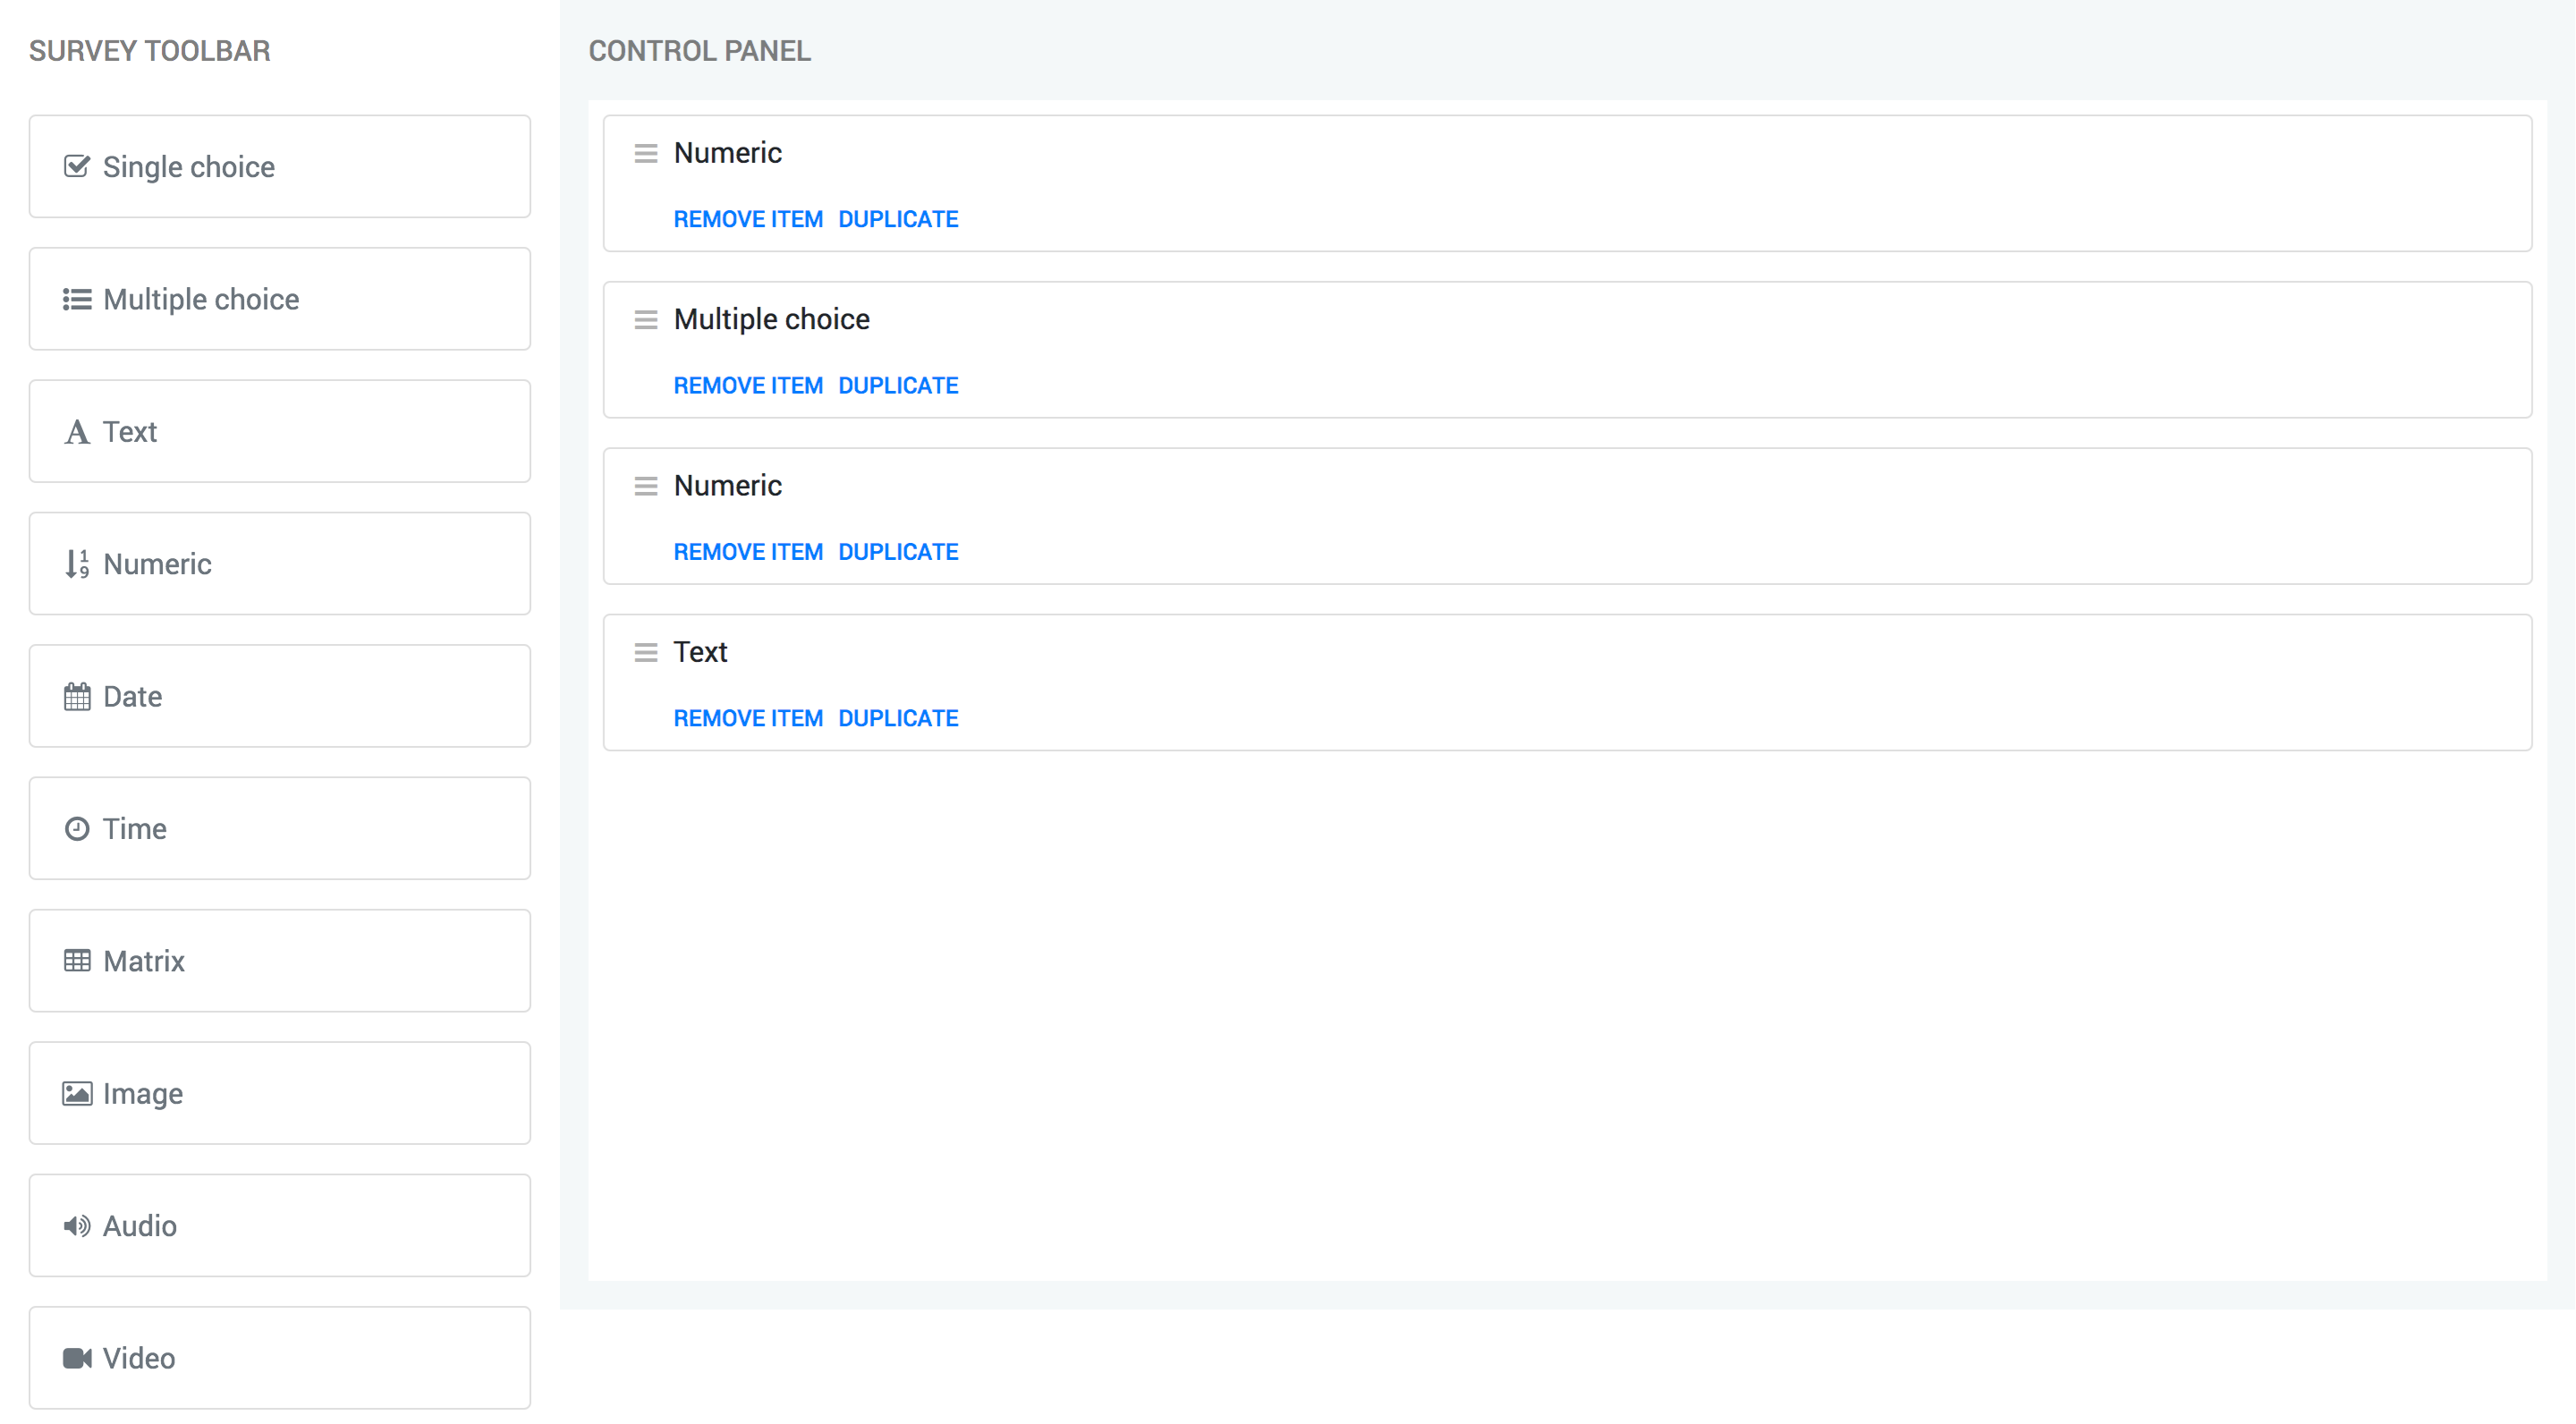 SURVEY TOOLBAR
Single choice
Multiple choice
Text
Numeric
Date
Time
Matrix
Image
Audio
Video
CONTROL PANEL
Numeric
REMOVE ITEM DUPLICATE
Multiple choice
REMOVE ITEM DUPLICATE
Numeric
REMOVE ITEM DUPLICATE
Text
REMOVE ITEM DUPLICATE